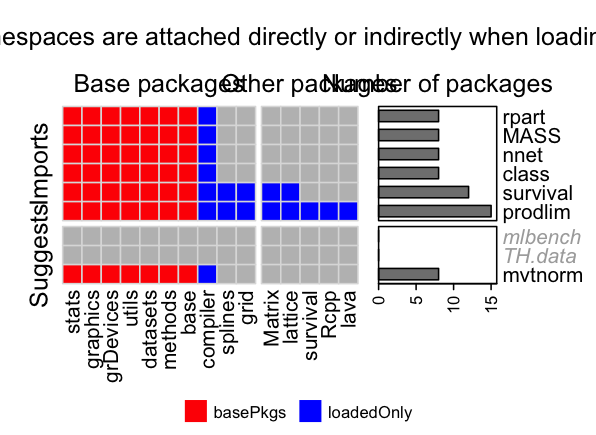 nespaces are attached directly or indirectly when loadin
Base packages
Other packages
Number of packages
Imports
Suggests
rpart
MASS
nnet
class
survival
prodlim
mlbench
TH.data
mvtnorm
stats
graphics
grDevices
utils
datasets
methods
base
compiler
splines
grid
Matrix
lattice
survival
Rcpp
lava
0
5
10
15
basePkgs
loadedOnly